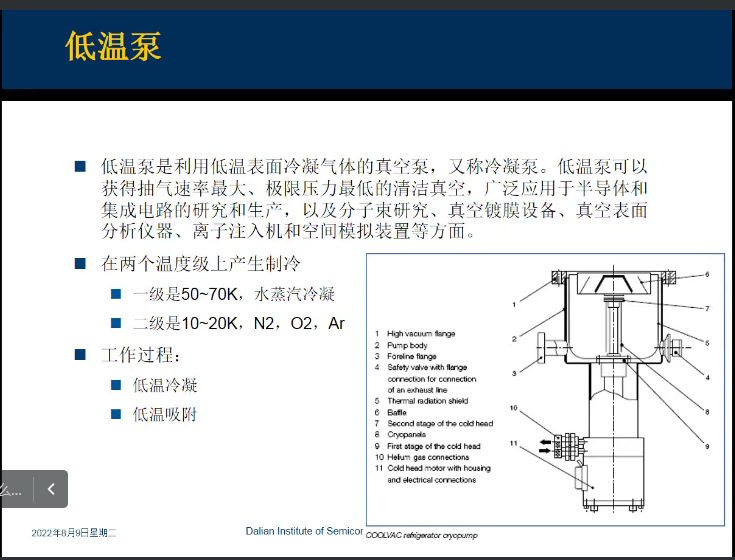 低温泵
■ 低温泵是利用低温表面冷凝气体的真空泵，又称冷凝泵。低温泵可以
获得抽气速率最大、极限压力最低的清洁真空，广泛应用于半导体和
集成电路的研究和生产，以及分子束研究、真空镀膜设备、真空表面
分析仪器、离子注入机和空间模拟装置等方面。
■ 在两个温度级上产生制冷
■ 一级是50~70K，水蒸汽冷凝
■ 二级是10~20K，N2，O2，Ar
■ 工作过程：
■ 低温冷凝
■ 低温吸附
1 High vacuum flange
2 Pump body
3 Foreline flange
4 Safety valve with flange
connection for connection
of an exhaust line
5 Thermal radiation shield
6 Baffle
7 Second stage of the cold head
8 Cryopanels
9 First stage of the cold head
10 Helium gas connections
11 Cold head motor with housing
and electrical connections
1
2
3
10
11
6
7
5
4
8
9
么...
2022年8月9日星期二
Dalian Institute of Semicor
COOLVAC refrigerator cryopump